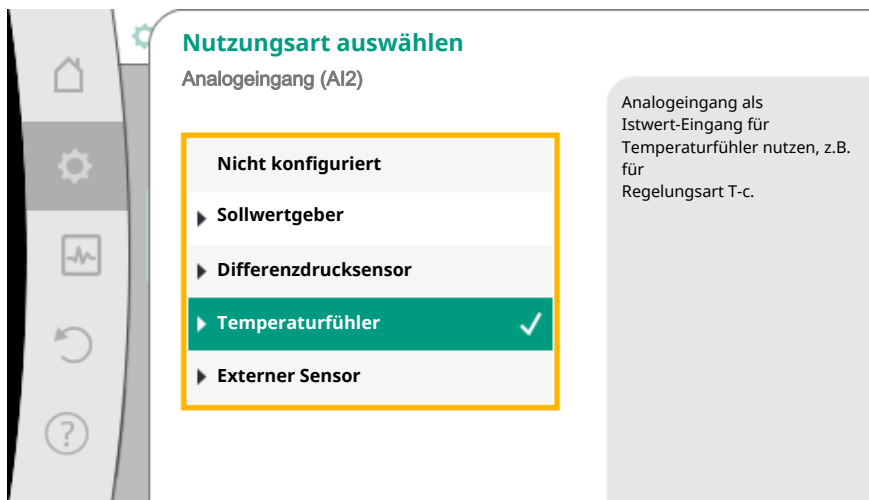 Nutzungsart auswählen
Analogeingang (AI2)
Nicht konfiguriert
Sollwertgeber
Differenzdrucksensor
Temperaturfühler
Externer Sensor
Analogeingang als
Istwert-Eingang für
Temperaturfühler nutzen, z.B.
für
Regelungsart T-c.
?